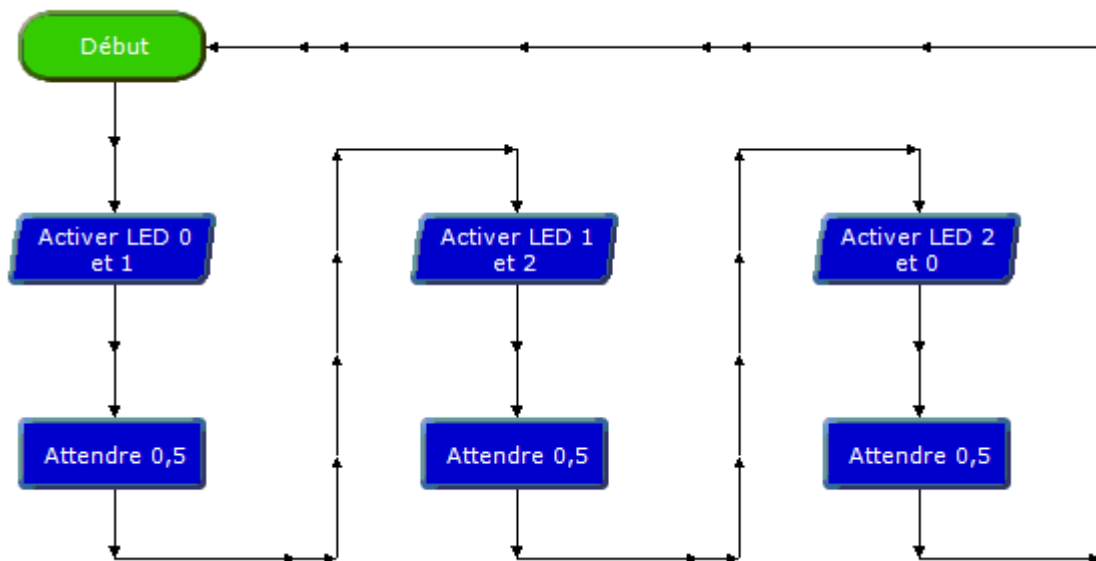 Début
Activer LED 0
et 1
Attendre 0,5
Activer LED 1
et 2
Attendre 0,5
Activer LED 2
et 0
Attendre 0,5